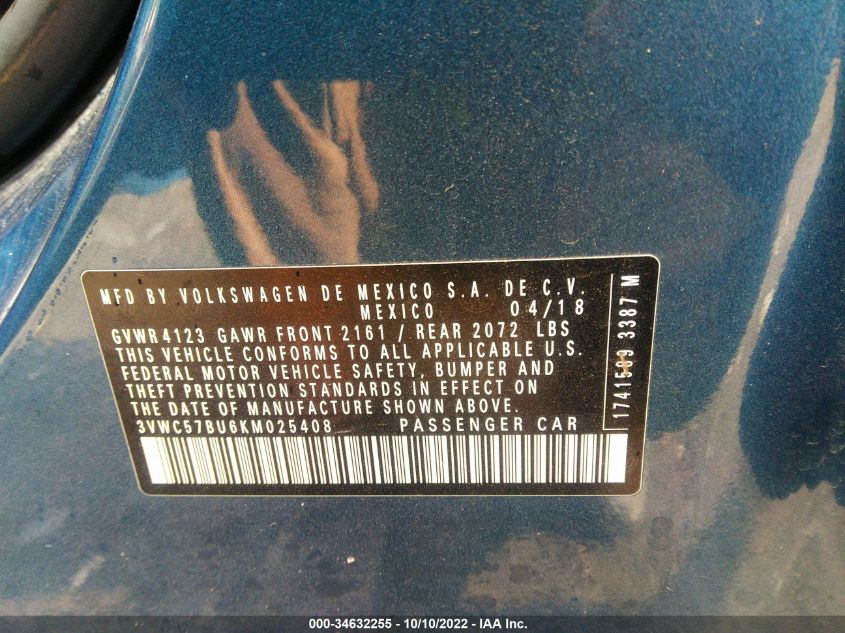 MFD BY VOLKSWAGEN DE MEXICO S.A. DE C.V.
MEXICO 04/18
GVWR 4123 GAWR FRONT 2161 / REAR 2072 LBS
THIS VEHICLE CONFORMS TO ALL APPLICABLE U.S.
FEDERAL MOTOR VEHICLE SAFETY, BUMPER AND
THEFT PREVENTION STANDARDS IN EFFECT ON
THE DATE OF MANUFACTURE SHOWN ABOVE.
3VWC57BU6KM025408 PASSENGER CAR
3387 M
000-34632255 - 10/10/2022 - IAA Inc.